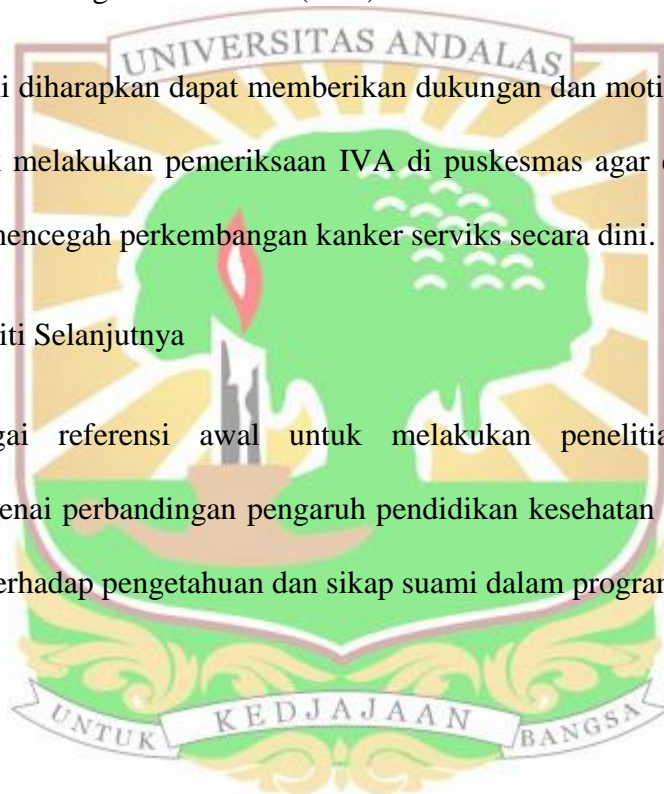 UNIVERSITAS ANDALAS
i diharapkan dapat memberikan dukungan dan moti
melakukan pemeriksaan IVA di puskesmas agar
mencegah perkembangan kanker serviks secara dini.
iti Selanjutnya
gai referensi awal untuk melakukan penelitia
enai perbandingan pengaruh pendidikan kesehatan
terhadap pengetahuan dan sikap suami dalam program
UNTUK KEDJAJAAN BANGSA